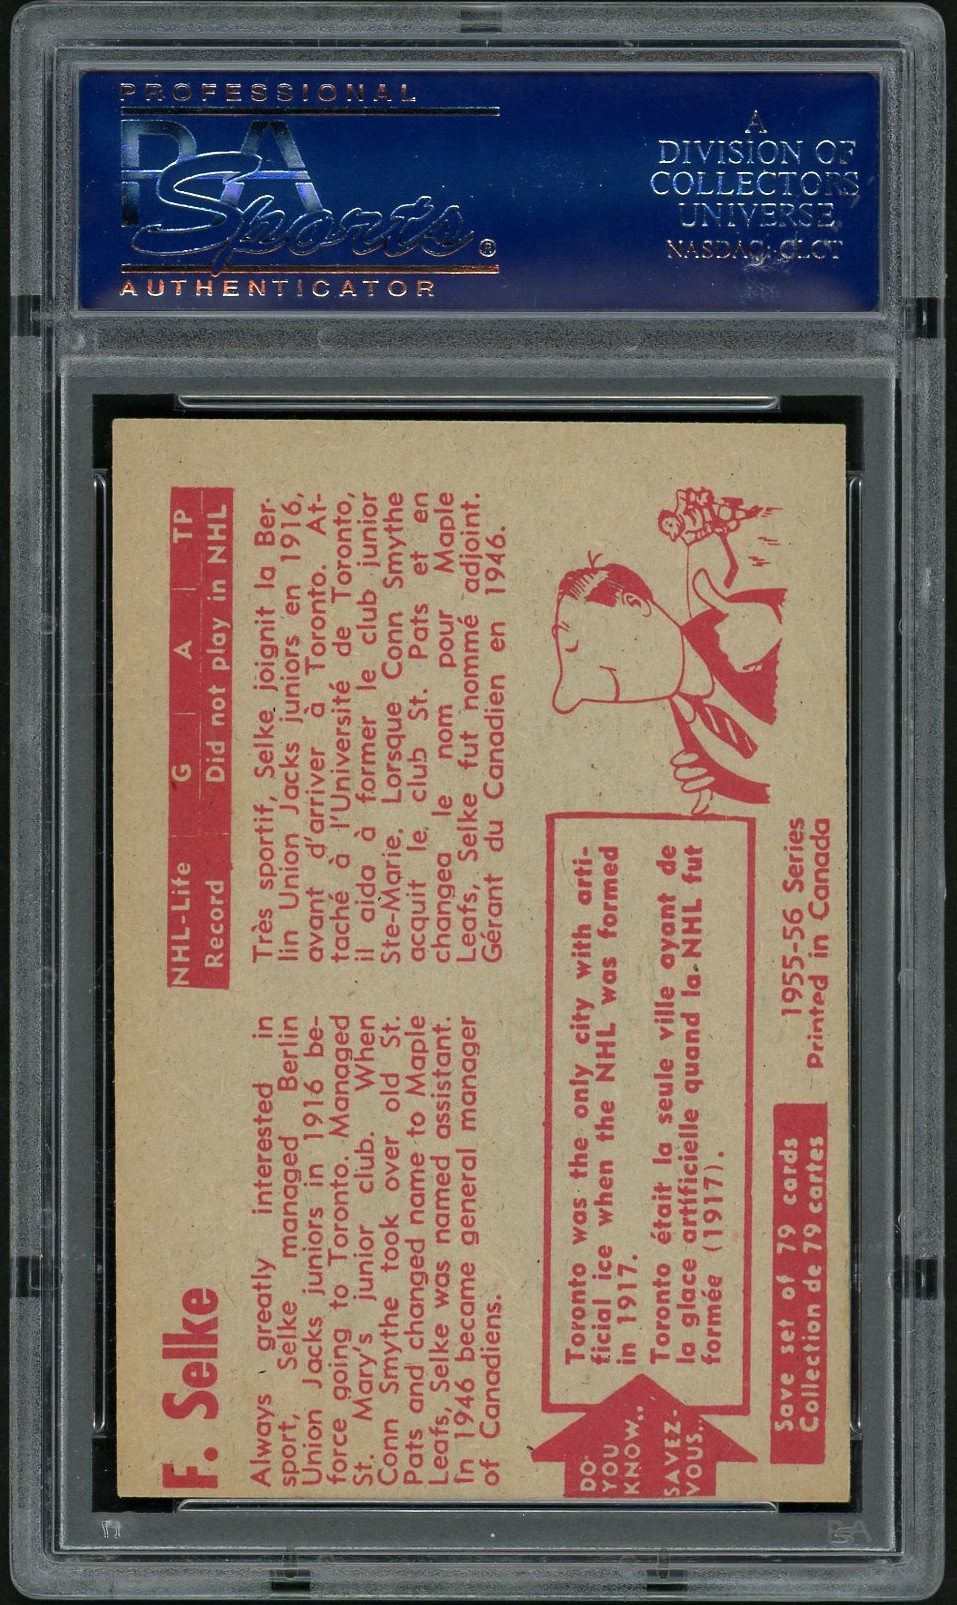 PROFESSIONAL
PSA
Sports®
AUTHENTICATOR
A
DIVISION OF
COLLECTORS
UNIVERSE
NASDAQ: CLCT
F. Selke
Always greatly interested in
sport, Selke managed Berlin
Union Jacks juniors in 1916 be-
force going to Toronto. Managed
St. Mary's junior club. When
Conn Smythe took over old St.
Pats and changed name to Maple
Leafs, Selke was named assistant.
In 1946 became general manager
of Canadiens.
NHL-Life G A TP
Record Did not play in NHL
Très sportif, Selke joignit la Ber-
lin Union Jacks juniors en 1916,
avant d'arriver à Toronto. At-
taché à l'Université de Toronto,
il aida à former le club junior
Ste-Marie. Lorsque Conn Smythe
acquit le club St. Pats et en
changea le nom pour Maple
Leafs, Selke fut nommé adjoint.
Gérant du Canadien en 1946.
DO-
YOU
KNOW..
SAVEZ-
VOUS..
Toronto was the only city with arti-
ficial ice when the NHL was formed
in 1917.
Toronto était la seule ville ayant de
la glace artificielle quand la NHL fut
formée (1917).
Save set of 79 cards
Collection de 79 cartes
1955-56 Series
Printed in Canada
PSA